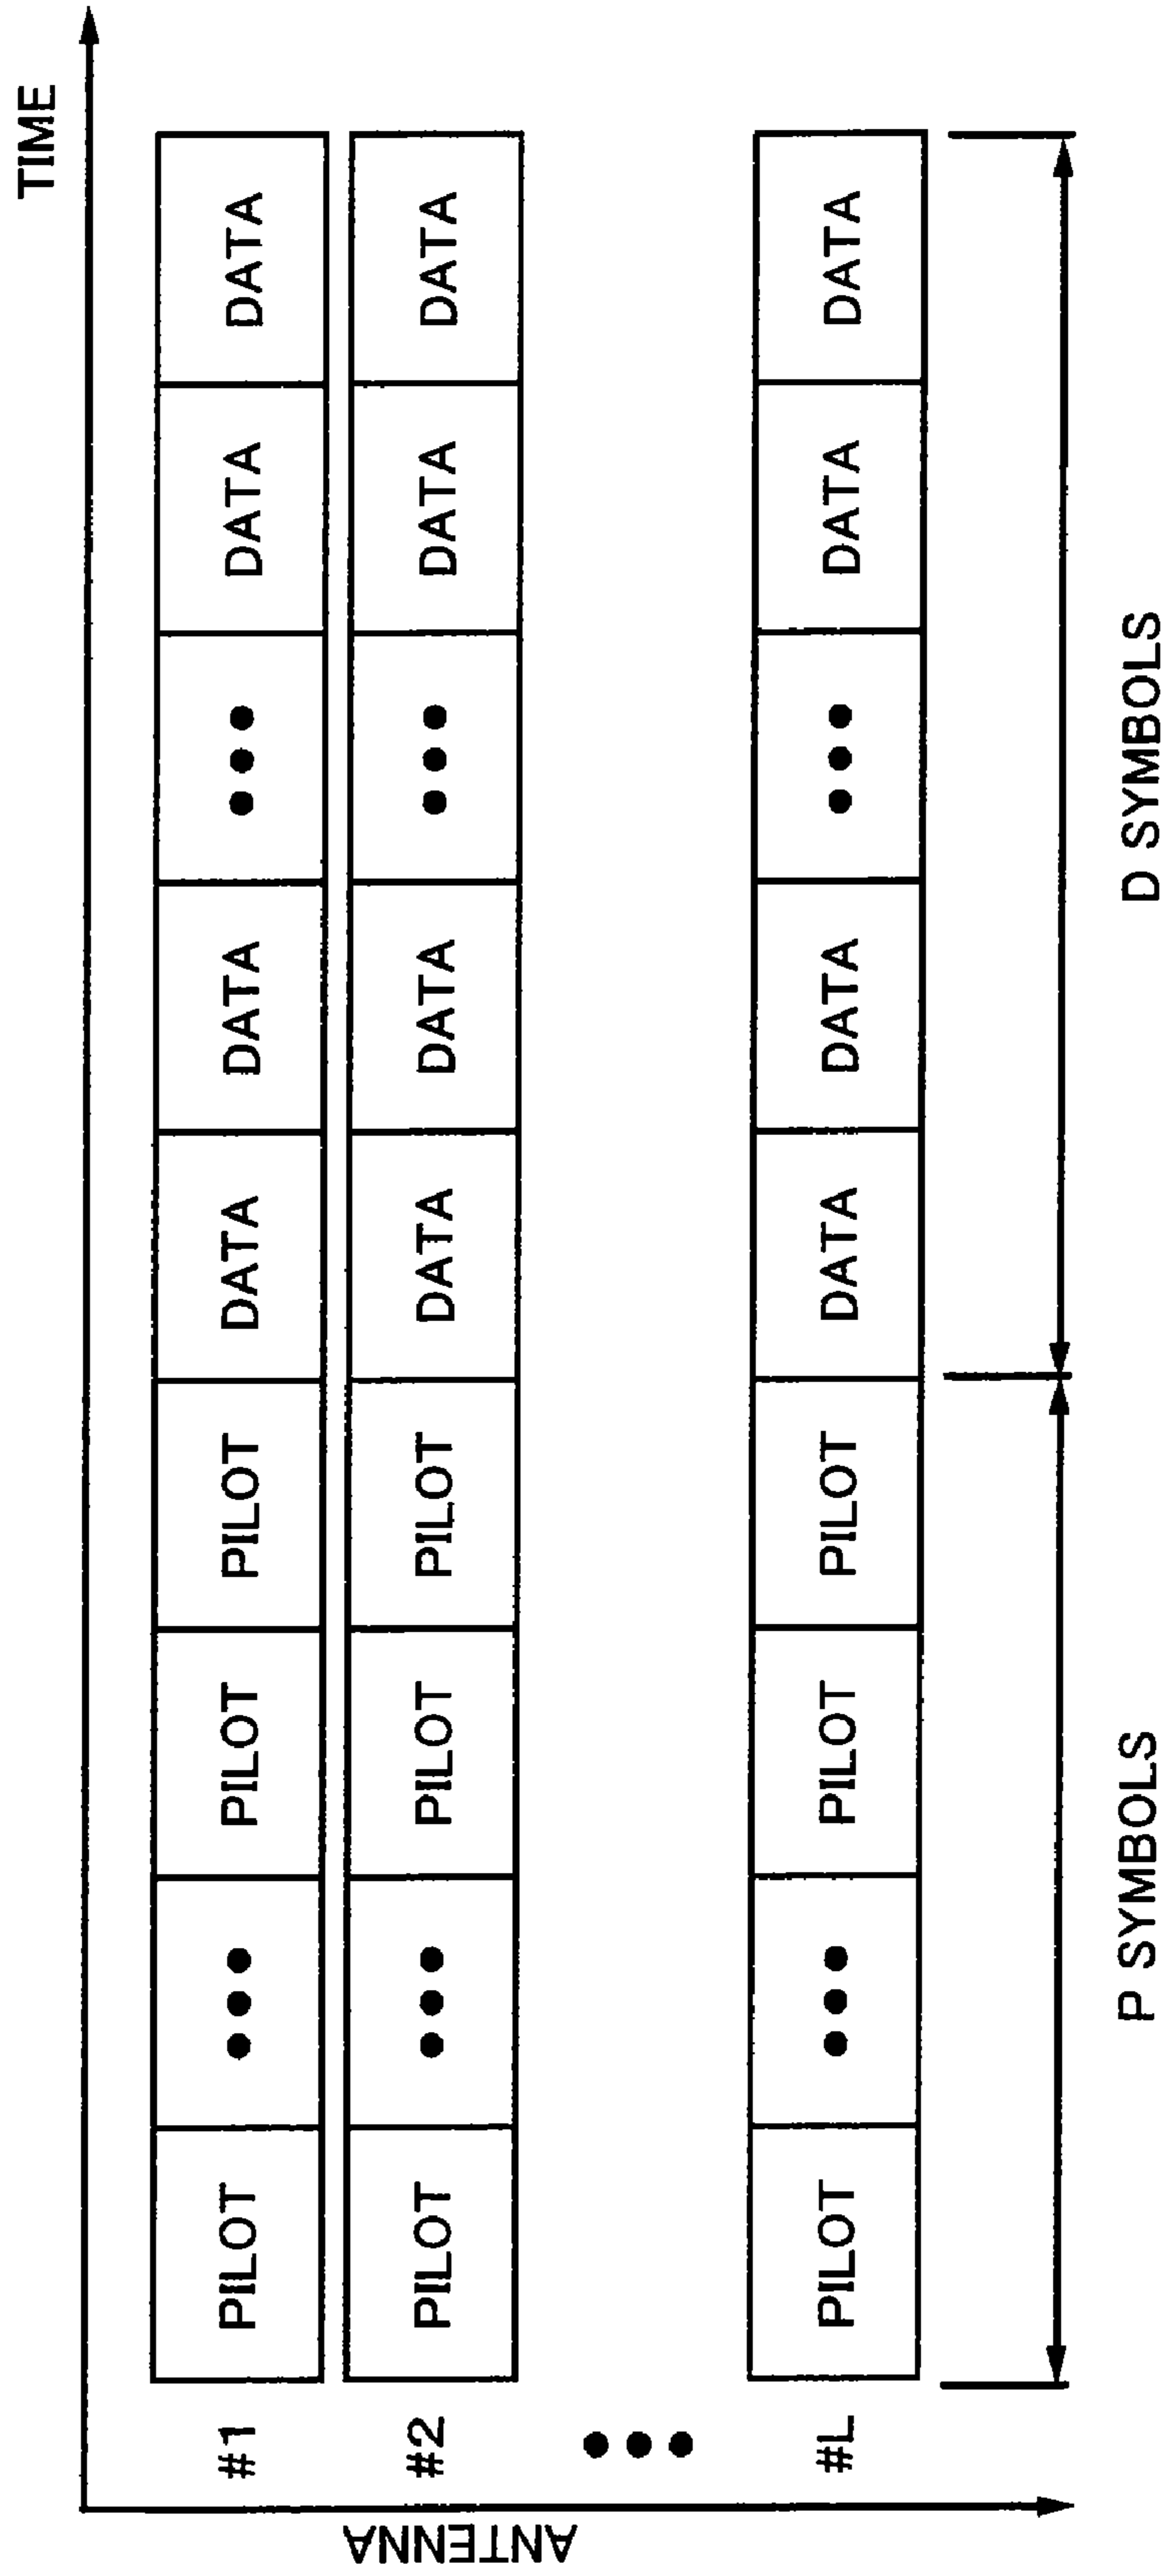 TIME
ANTENNA
#1 PILOT ••• PILOT PILOT DATA DATA ••• DATA DATA
#2 PILOT ••• PILOT PILOT DATA DATA ••• DATA DATA
•••
#L PILOT ••• PILOT PILOT DATA DATA ••• DATA DATA
P SYMBOLS D SYMBOLS